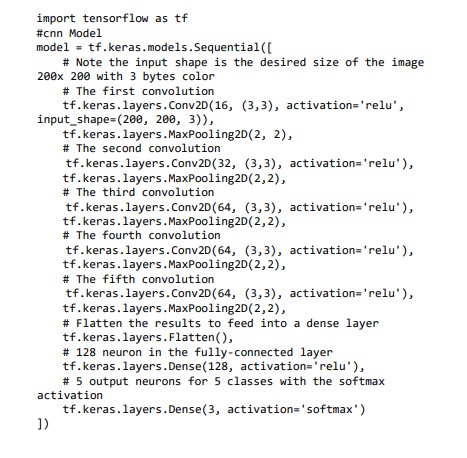 import tensorflow as tf
#cnn Model
model = tf.keras.models.Sequential([
    # Note the input shape is the desired size of the image
200x 200 with 3 bytes color
    # The first convolution
    tf.keras.layers.Conv2D(16, (3,3), activation='relu',
input_shape=(200, 200, 3)),
    tf.keras.layers.MaxPooling2D(2, 2),
    # The second convolution
    tf.keras.layers.Conv2D(32, (3,3), activation='relu'),
    tf.keras.layers.MaxPooling2D(2,2),
    # The third convolution
    tf.keras.layers.Conv2D(64, (3,3), activation='relu'),
    tf.keras.layers.MaxPooling2D(2,2),
    # The fourth convolution
    tf.keras.layers.Conv2D(64, (3,3), activation='relu'),
    tf.keras.layers.MaxPooling2D(2,2),
    # The fifth convolution
    tf.keras.layers.Conv2D(64, (3,3), activation='relu'),
    tf.keras.layers.MaxPooling2D(2,2),
    # Flatten the results to feed into a dense layer
    tf.keras.layers.Flatten(),
    # 128 neuron in the fully-connected layer
    tf.keras.layers.Dense(128, activation='relu'),
    # 5 output neurons for 5 classes with the softmax
activation
    tf.keras.layers.Dense(3, activation='softmax')
])